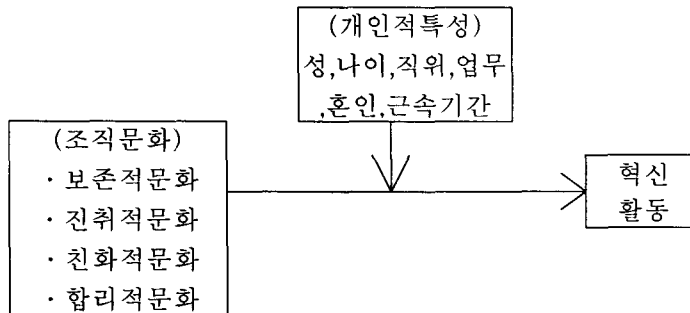 (개인적특성)
성,나이,직위,업무
,혼인,근속기간
(조직문화)
· 보존적문화
· 진취적문화
· 친화적문화
· 합리적문화
혁신
활동